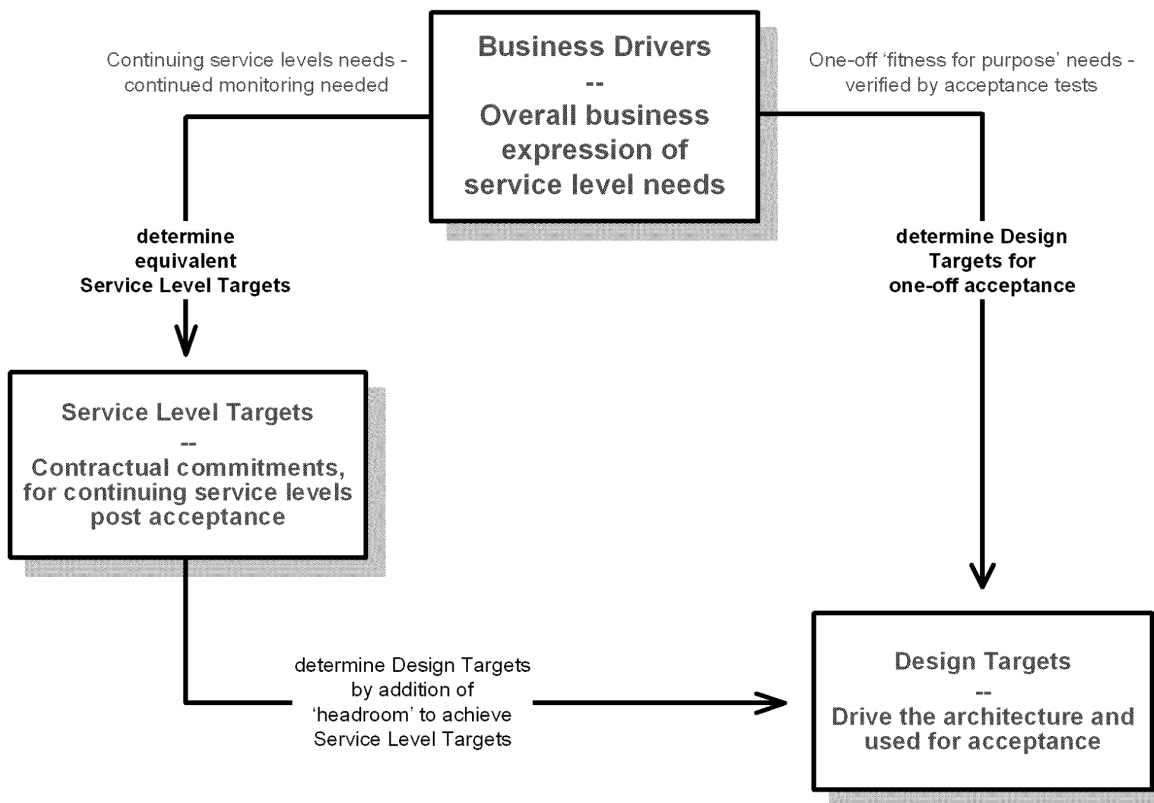 Continuing service levels needs -
continued monitoring needed
Business Drivers
--
Overall business
expression of
service level needs
One-off ‘fitness for purpose’ needs -
verified by acceptance tests
determine
equivalent
Service Level Targets
determine Design
Targets for
one-off acceptance
Service Level Targets
--
Contractual commitments,
for continuing service levels
post acceptance
determine Design Targets
by addition of
‘headroom’ to achieve
Service Level Targets
Design Targets
--
Drive the architecture and
used for acceptance